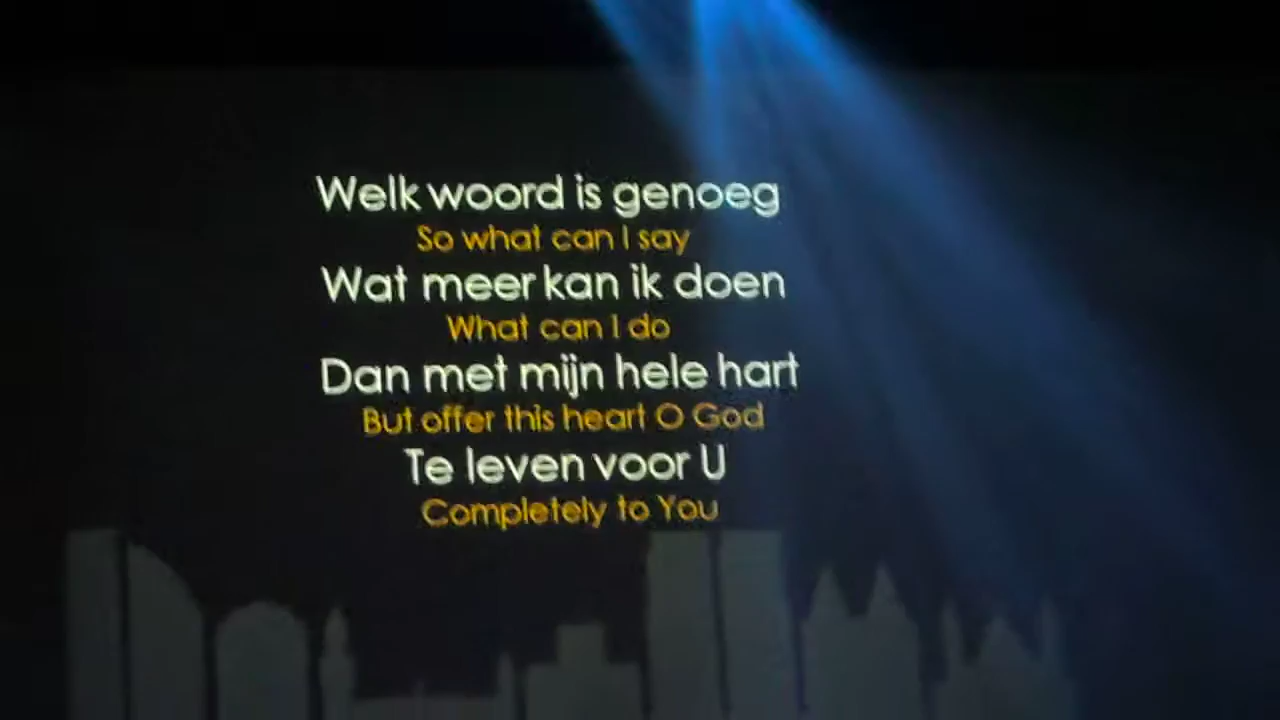 Welk woord is genoeg
So what can I say
Wat meer kan ik doen
What can I do
Dan met mijn hele hart
But offer this heart O God
Te leven voor U
Completely to You